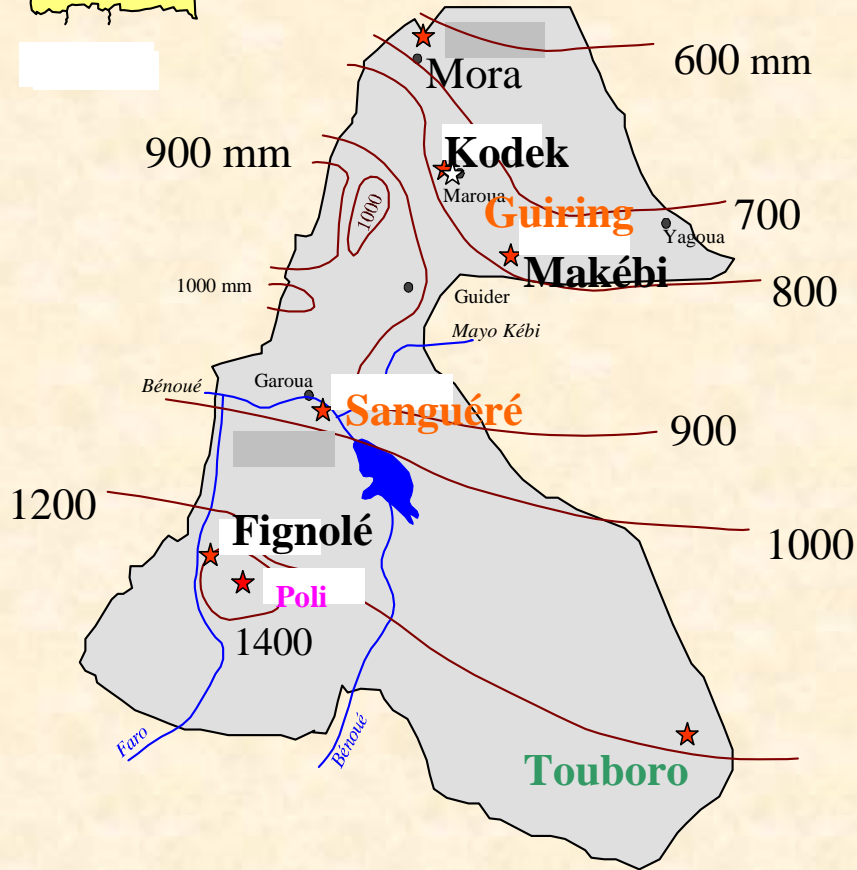 600 mm
Mora
900 mm
Kodek
Maroua
1000
Guiring
700
Yagoua
Makébi
1000 mm
Guider
800
Mayo Kébi
Bénoué
Garoua
Sanguéré
900
1200
Fignolé
1000
Poli
1400
Faro
Bénoué
Touboro